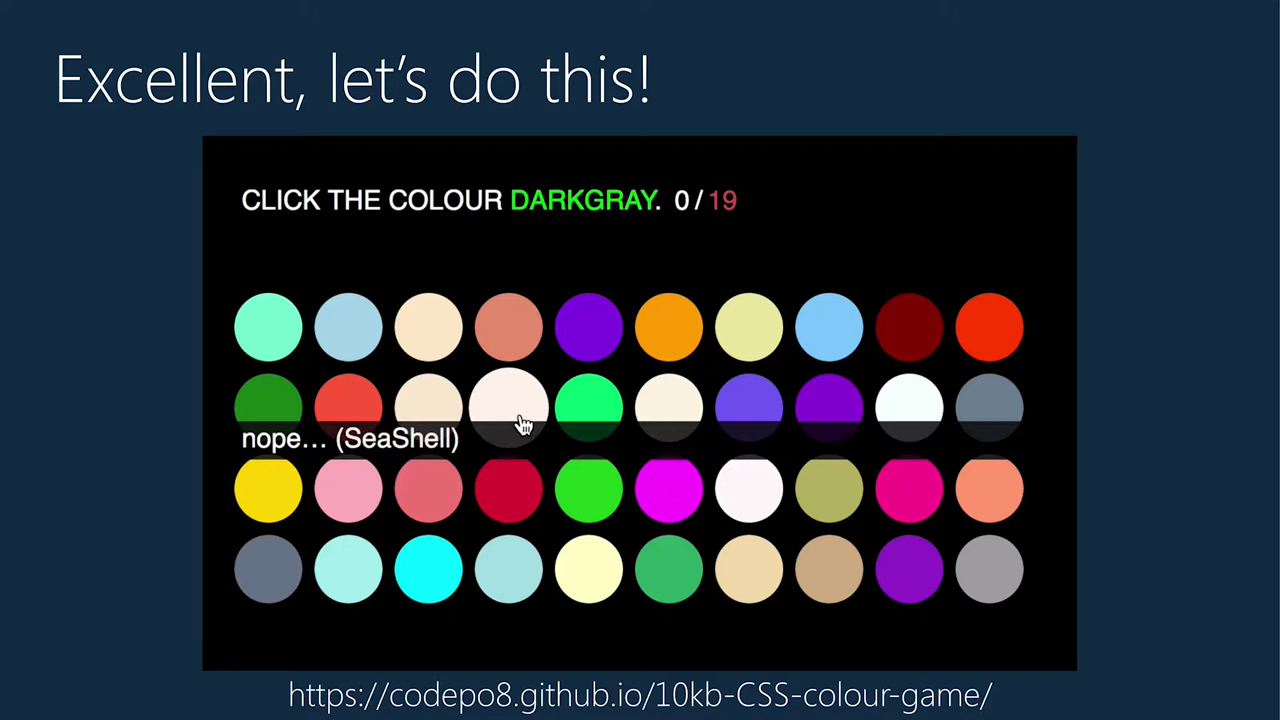 Excellent, let's do this!
CLICK THE COLOUR DARKGRAY. 0 / 19
nope... (SeaShell)
https://codepo8.github.io/10kb-CSS-colour-game/